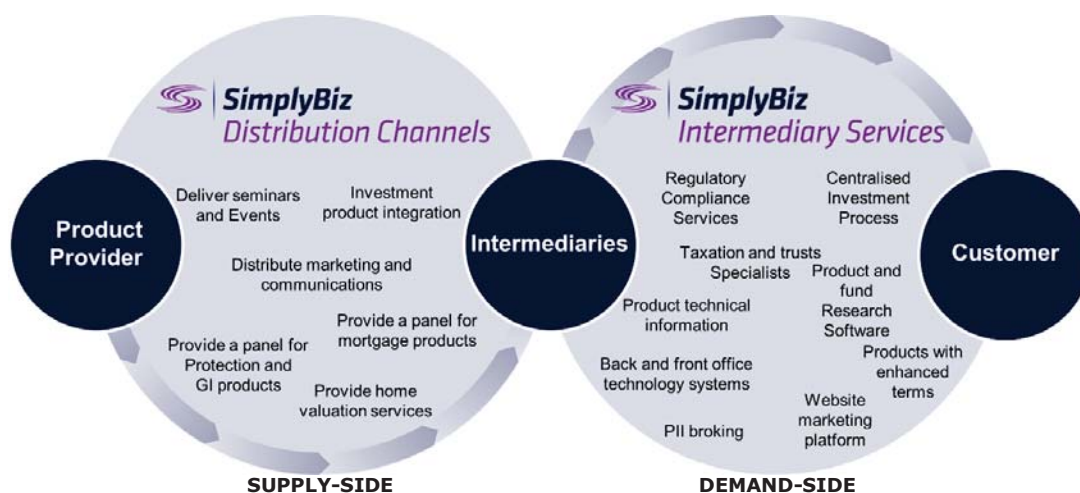 SimplyBiz
Distribution Channels
Product
Provider
Deliver seminars
and Events
Investment
product integration
Distribute marketing and
communications
Provide a panel for
mortgage products
Provide a panel for
Protection and
GI products
Provide home
valuation services
SUPPLY-SIDE
Intermediaries
SimplyBiz
Intermediary Services
Regulatory
Compliance
Services
Centralised
Investment
Process
Taxation and trusts
Specialists
Product and
fund
Research
Software
Product technical
information
Back and front office
technology systems
Products with
enhanced
terms
PII broking
Website
marketing
platform
Customer
DEMAND-SIDE